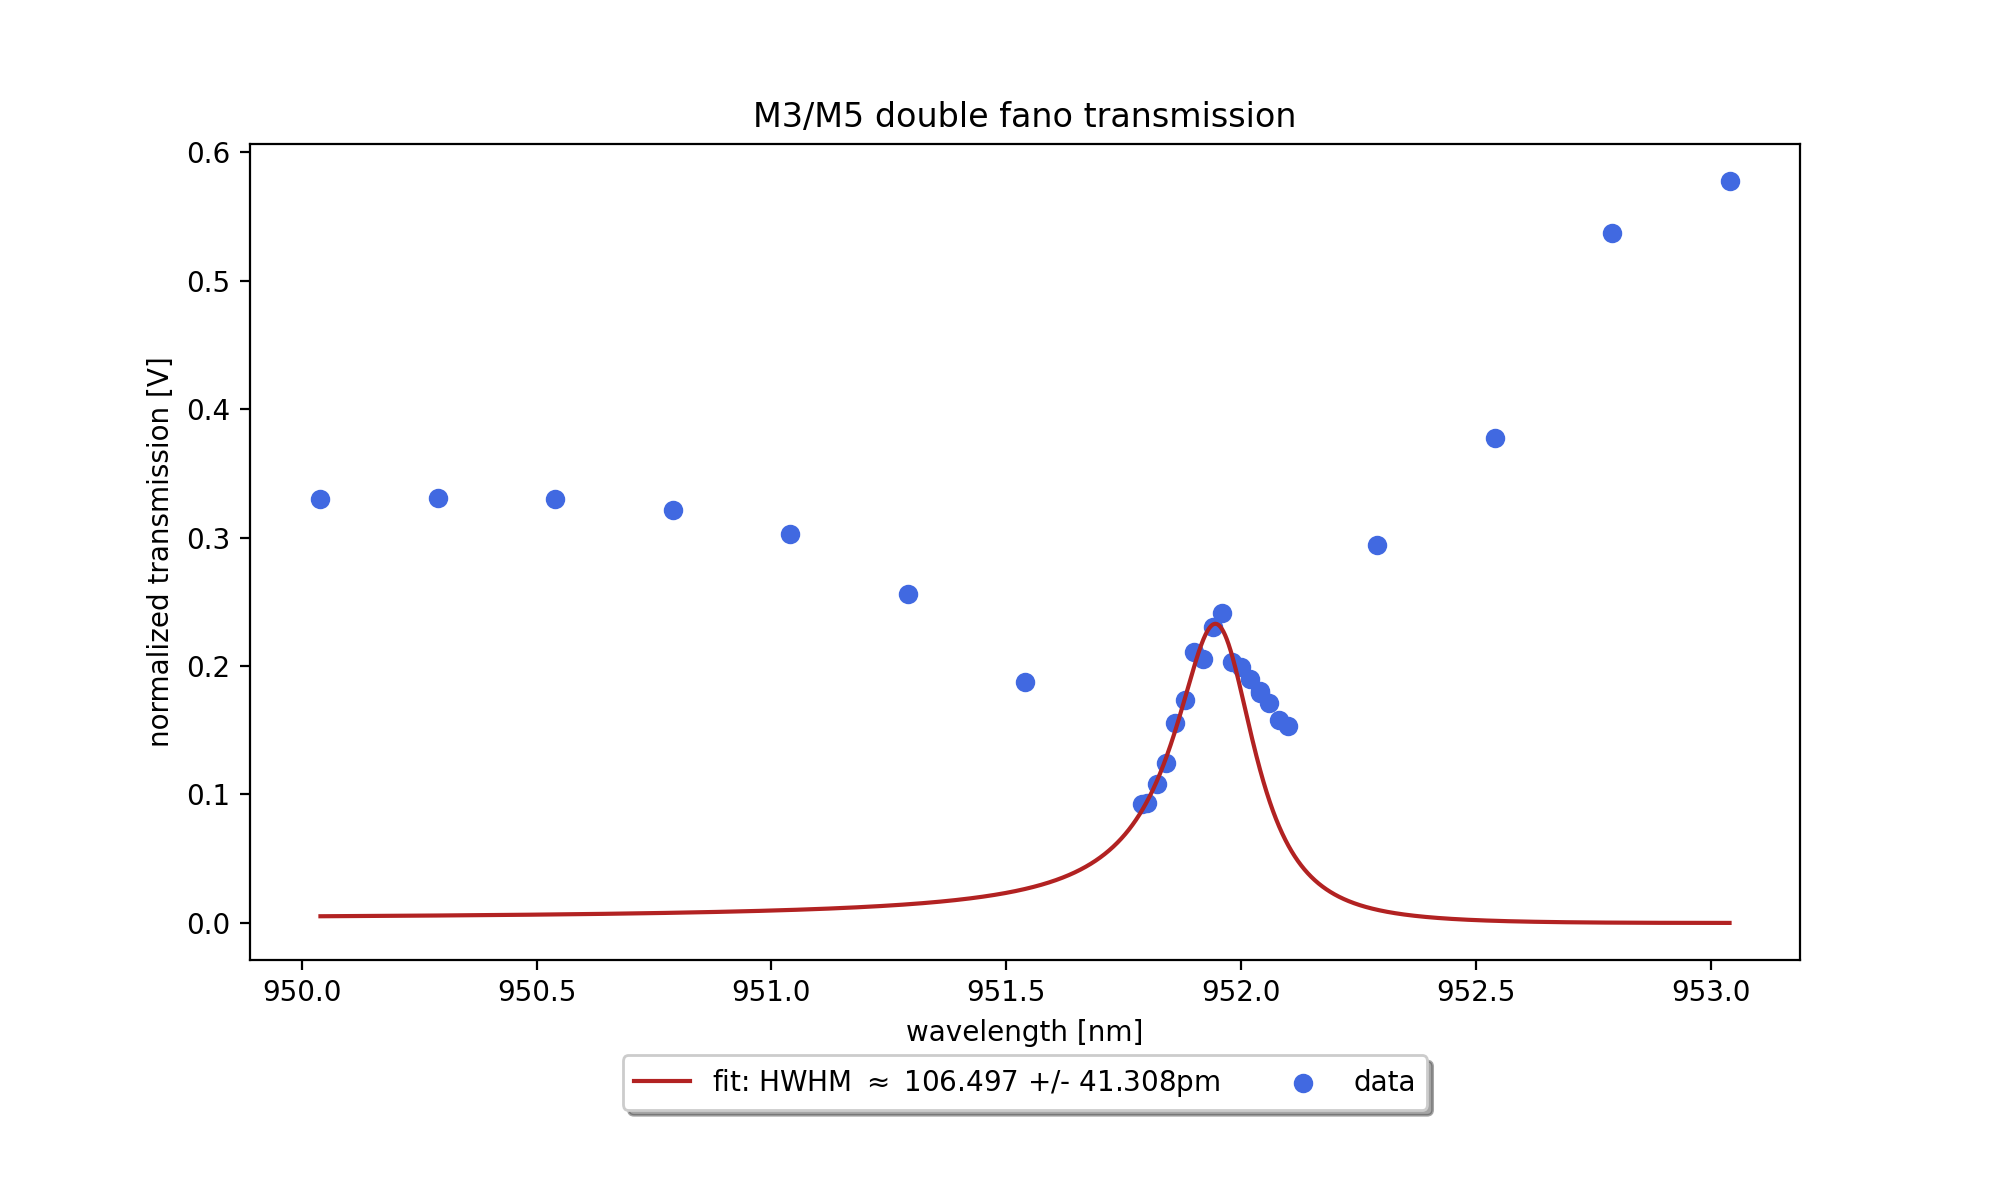 M3/M5 double fano transmission
0.6
0.5
0.4
0.3
0.2
0.1
0.0
normalized transmission [V]
950.0 950.5 951.0 951.5 952.0 952.5 953.0
wavelength [nm]
fit: HWHM ≈ 106.497 +/- 41.308pm data